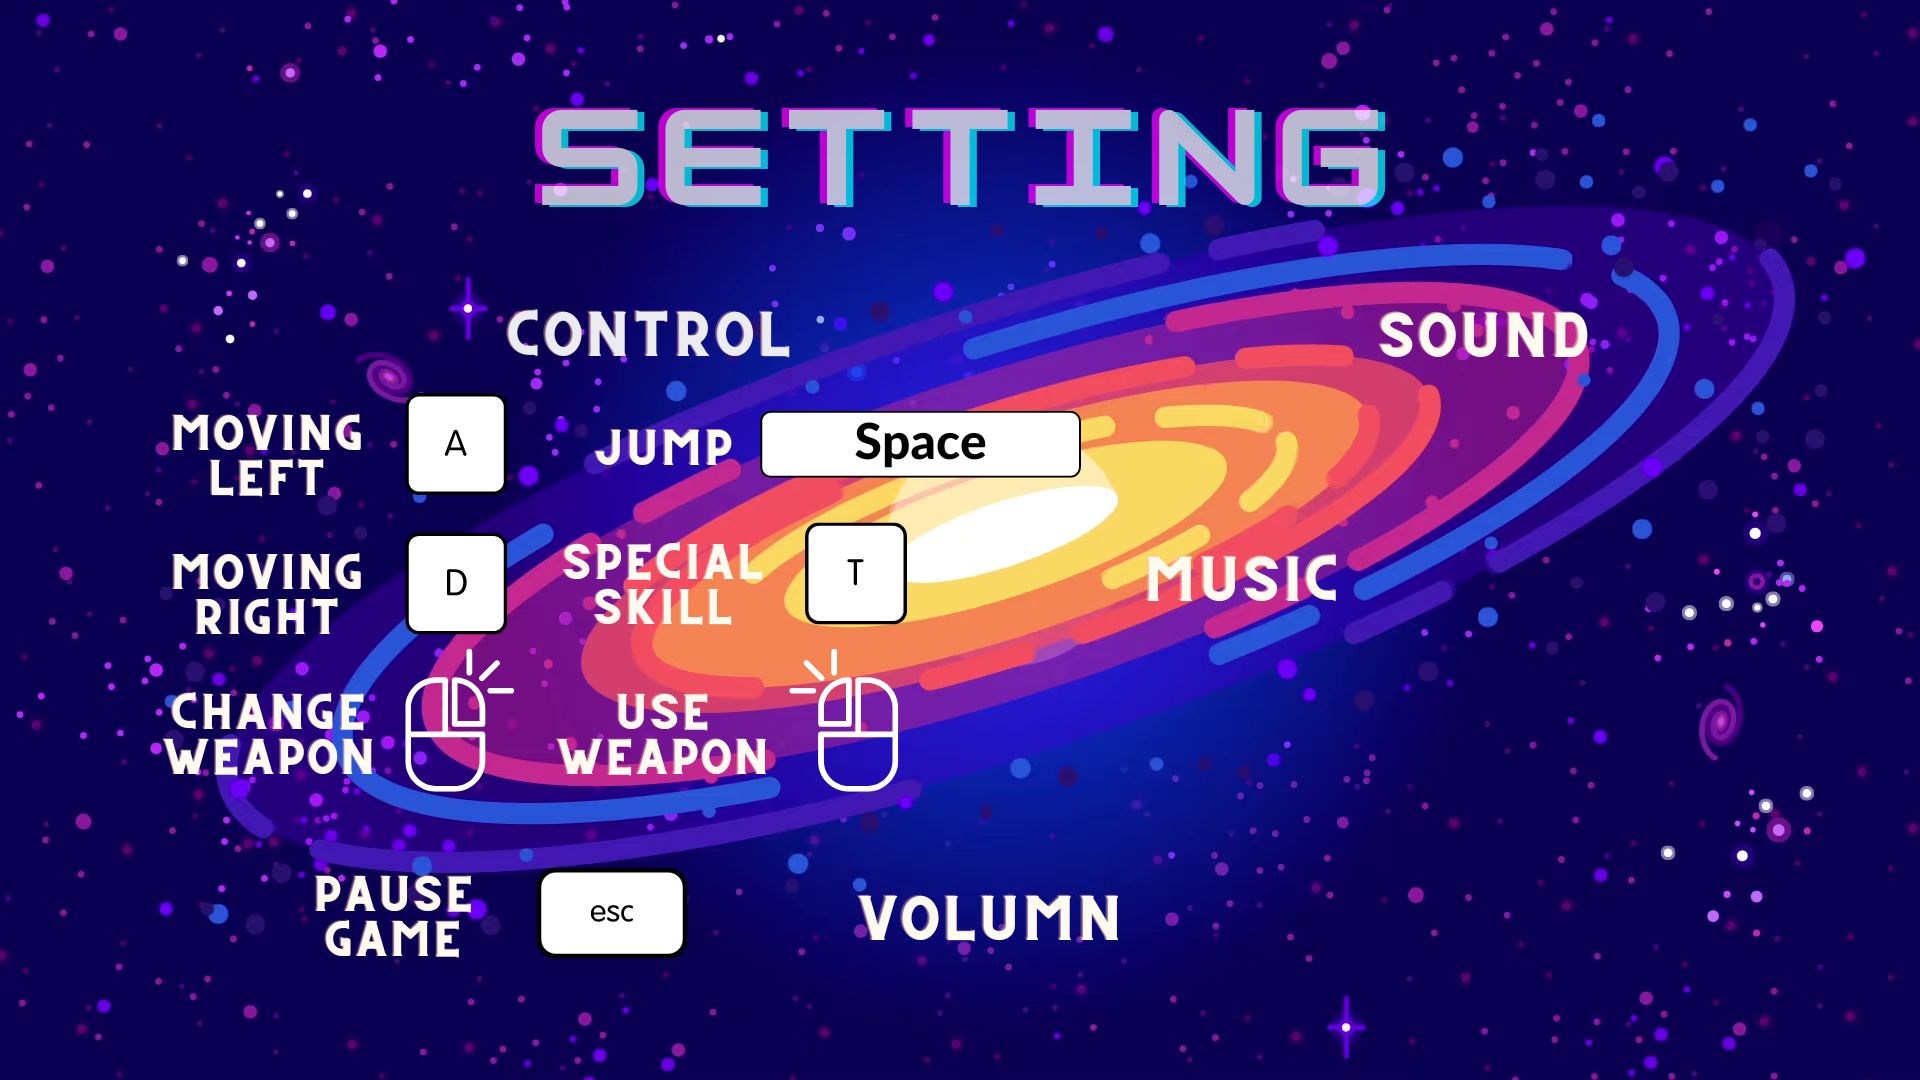 SETTING
CONTROL
SOUND
MOVING
LEFT
A
JUMP
Space
MOVING
RIGHT
D
SPECIAL
SKILL
T
MUSIC
CHANGE
WEAPON
USE
WEAPON
PAUSE
GAME
esc
VOLUMN